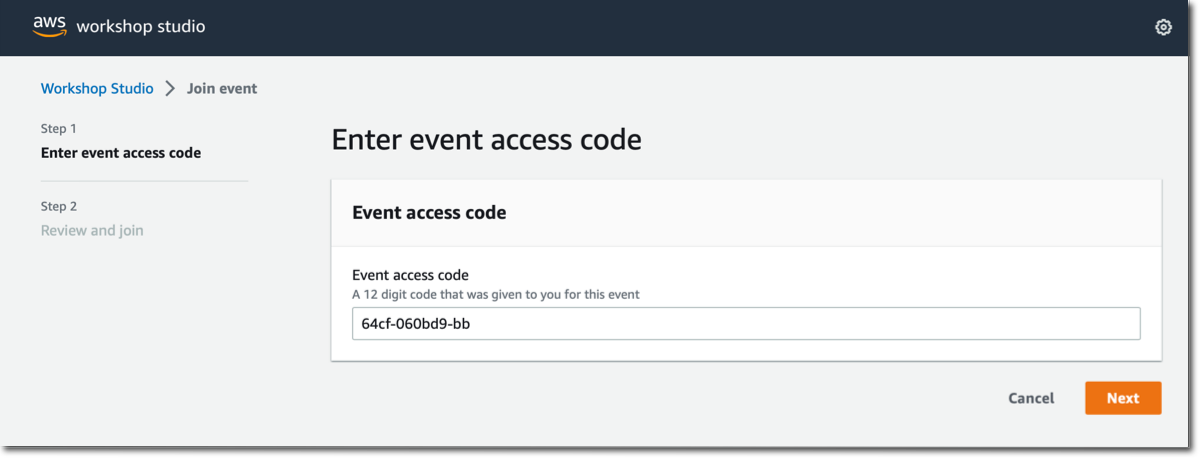 aws workshop studio
Workshop Studio > Join event
Step 1
Enter event access code
Step 2
Review and join
Enter event access code
Event access code
Event access code
A 12 digit code that was given to you for this event
64cf-060bd9-bb
Cancel Next